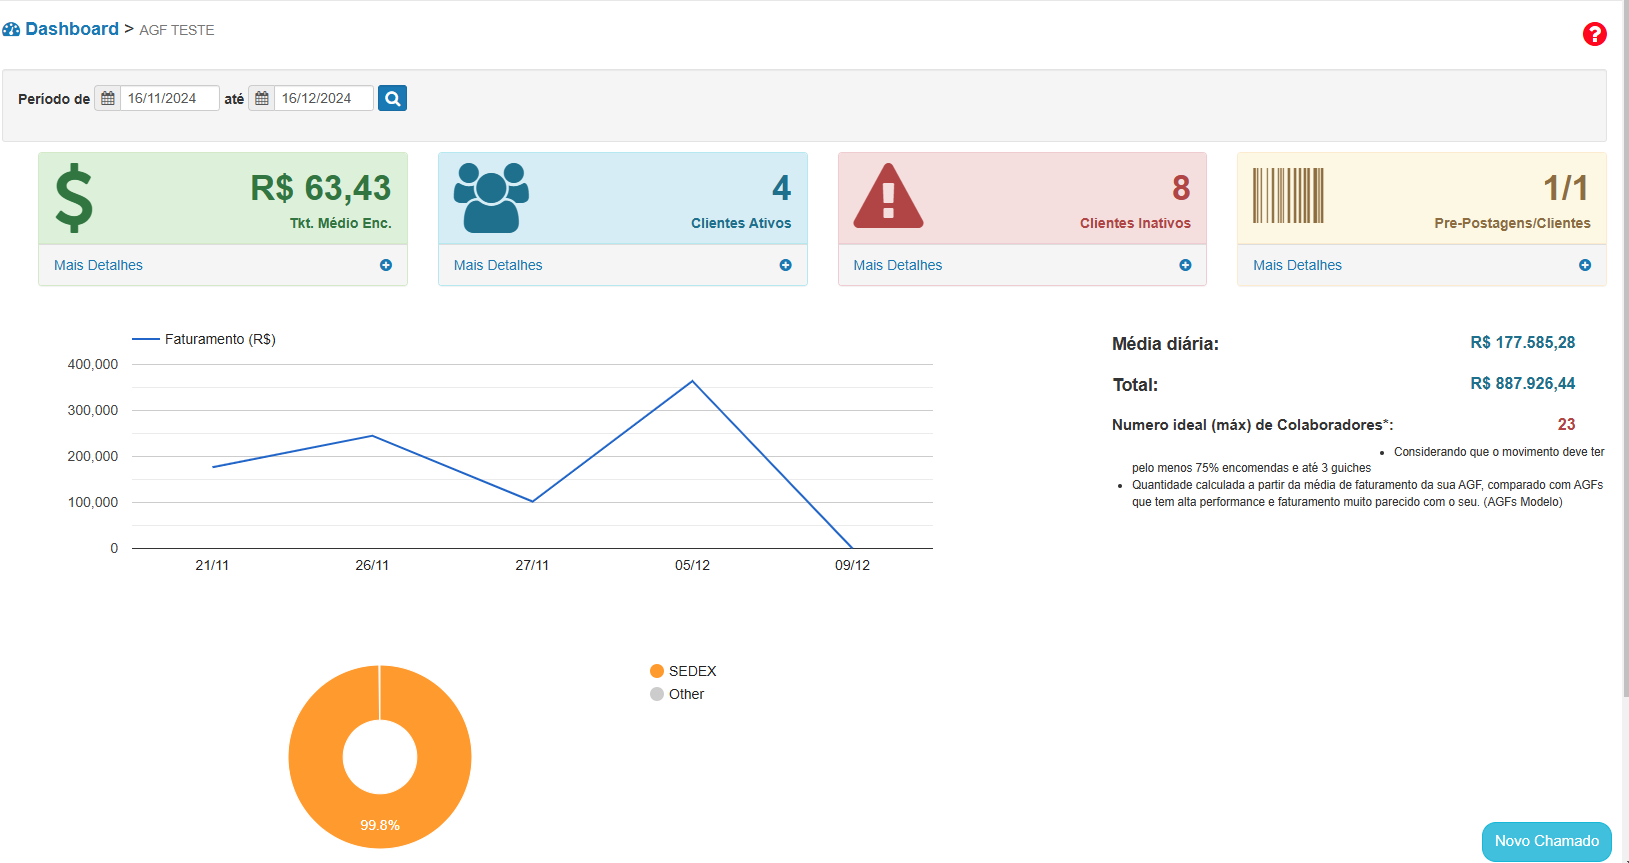 Dashboard > AGF TESTE
?
Período de 16/11/2024 até 16/12/2024
R$ 63,43
Tkt. Médio Enc.
Mais Detalhes
4
Clientes Ativos
Mais Detalhes
8
Clientes Inativos
Mais Detalhes
1/1
Pre-Postagens/Clientes
Mais Detalhes
Faturamento (R$)
400,000
300,000
200,000
100,000
0
21/11 26/11 27/11 05/12 09/12
Média diária: R$ 177.585,28
Total: R$ 887.926,44
Numero ideal (máx) de Colaboradores*: 23
• Considerando que o movimento deve ter
pelo menos 75% encomendas e até 3 guiches
• Quantidade calculada a partir da média de faturamento da sua AGF, comparado com AGFs
que tem alta performance e faturamento muito parecido com o seu. (AGFs Modelo)
99.8%
SEDEX
Other
Novo Chamado